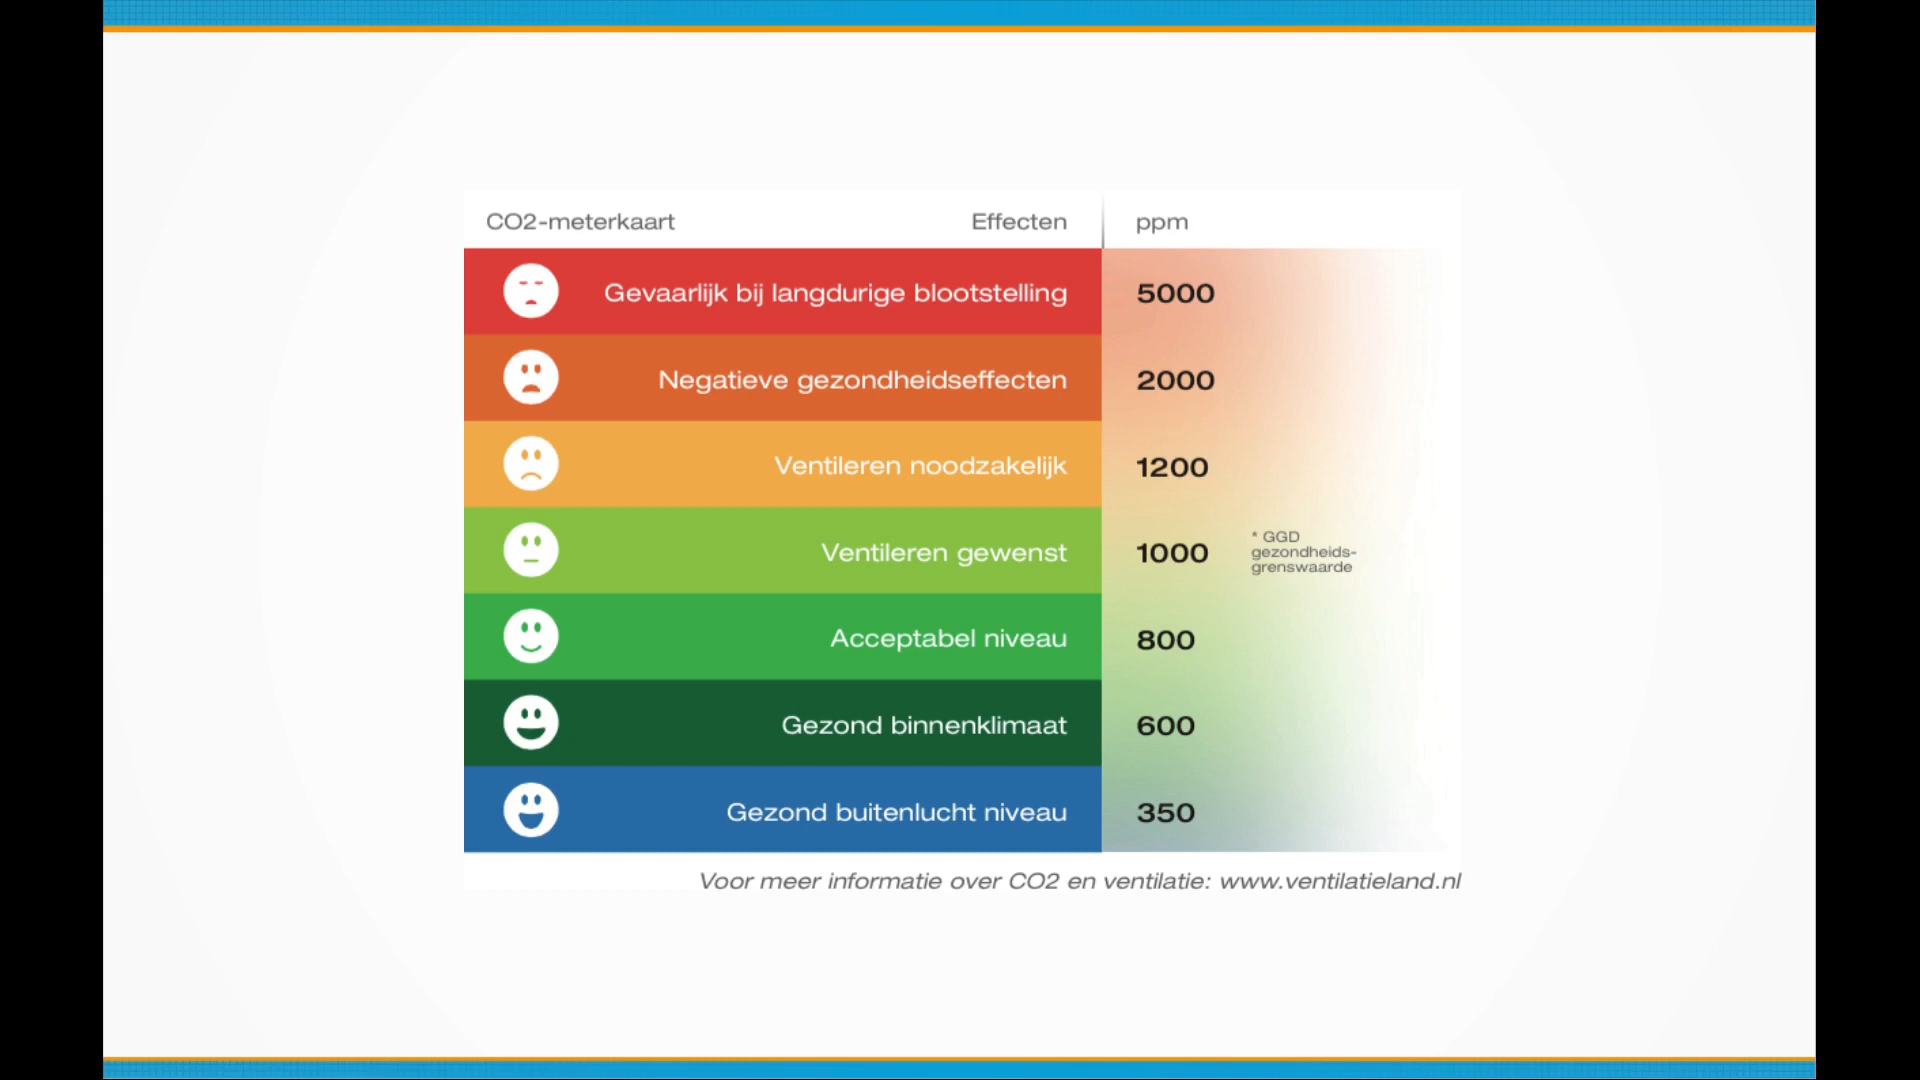 CO2-meterkaart Effecten ppm
Gevaarlijk bij langdurige blootstelling 5000
Negatieve gezondheidseffecten 2000
Ventileren noodzakelijk 1200
Ventileren gewenst 1000 * GGD
gezondheids-
grenswaarde
Acceptabel niveau 800
Gezond binnenklimaat 600
Gezond buitenlucht niveau 350
Voor meer informatie over CO2 en ventilatie: www.ventilatieland.nl